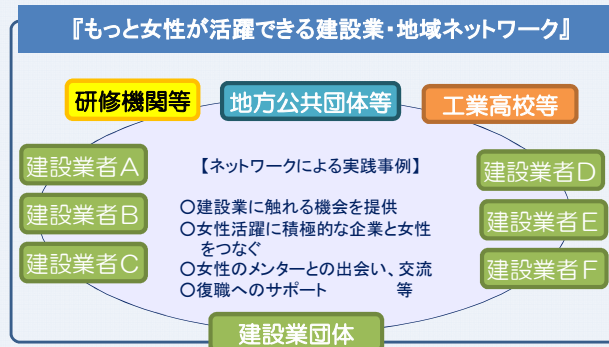 『もっと女性が活躍できる建設業・地域ネットワーク』
研修機関等
地方公共団体等
工業高校等
建設業者A
建設業者B
建設業者C
【ネットワークによる実践事例】
○建設業に触れる機会を提供
○女性活躍に積極的な企業と女性
をつなぐ
○女性のメンターとの出会い、交流
○復職へのサポート　　　等
建設業者D
建設業者E
建設業者F
建設業団体